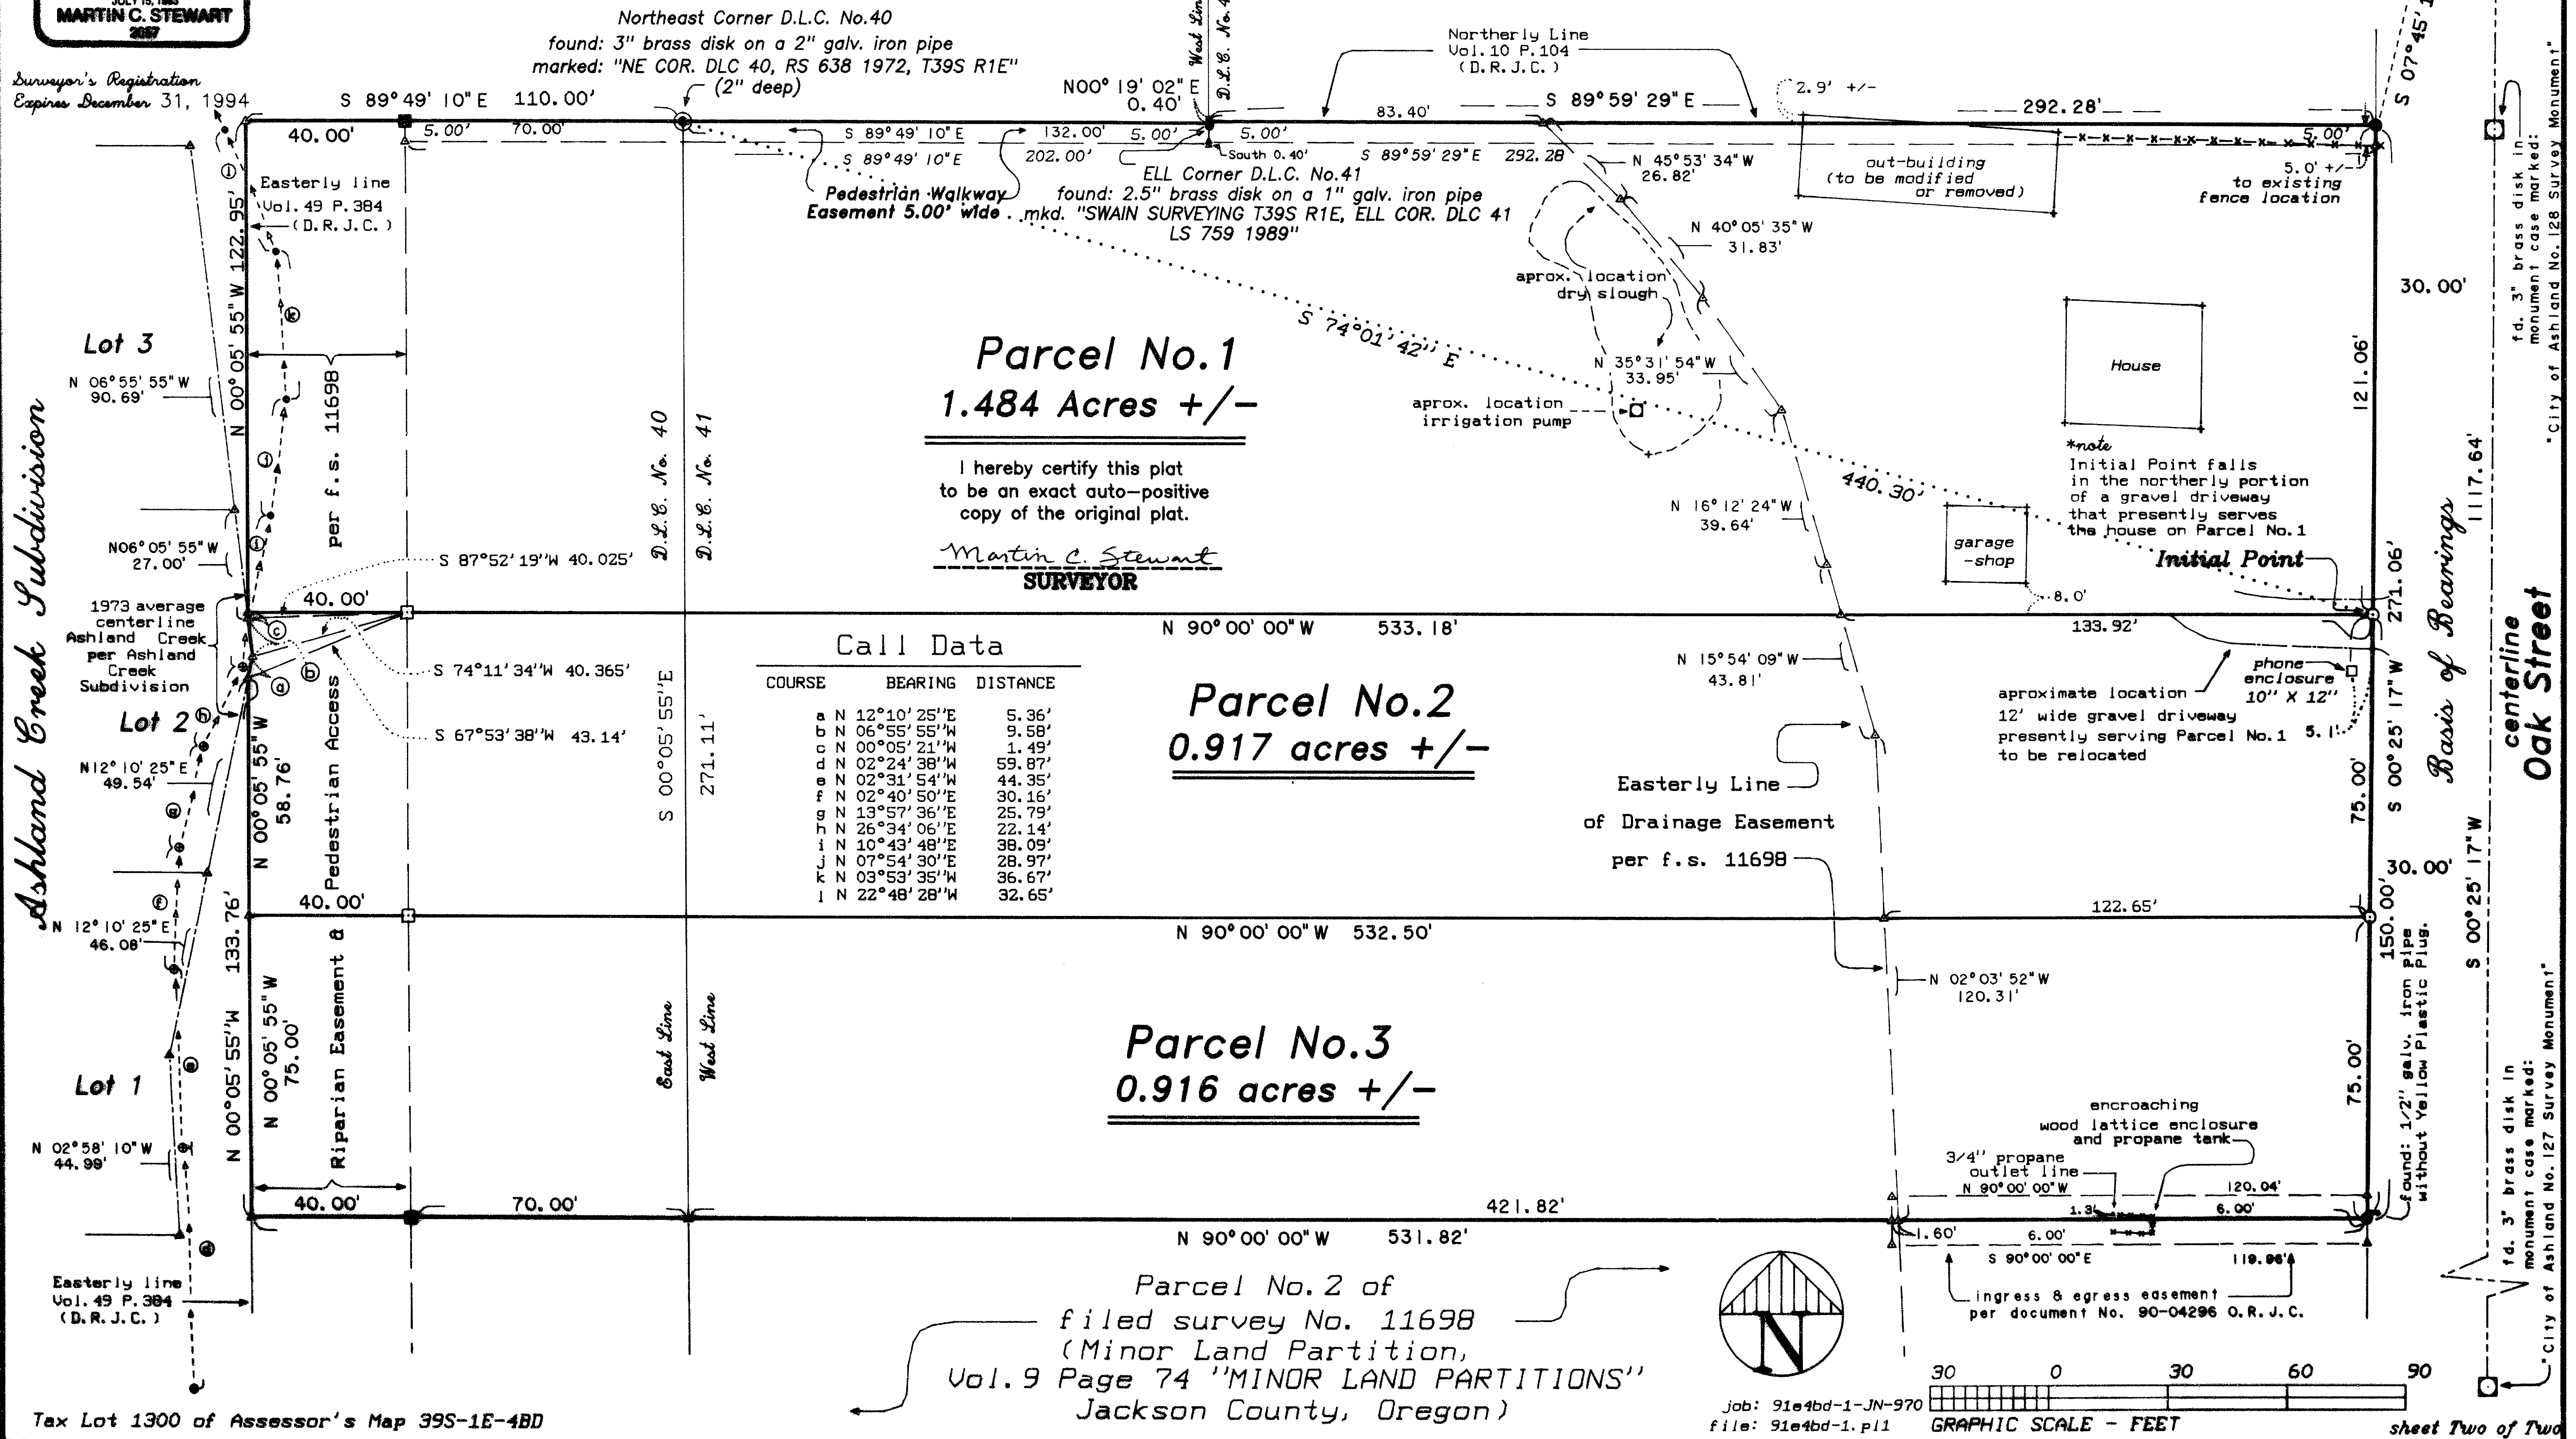 JULY 15, 1983
MARTIN C. STEWART
2057
Surveyor's Registration
Expires December 31, 1994
Northeast Corner D.L.C. No.40
found: 3" brass disk on a 2" galv. iron pipe
marked: "NE COR. DLC 40, RS 638 1972, T39S R1E"
(2" deep)
West Lin
D.L.C. No. 4
N00° 19' 02" E
0.40'
Northerly Line
Vol. 10 P. 104
( D. R. J. C. )
S 89° 49' 10" E 110.00'
S 89° 59' 29" E
2.9' +/-
292.28'
S 07° 45' 1
40.00'
5.00'
70.00'
S 89° 49' 10" E
132.00'
5.00'
5.00'
83.40'
5.00'
S 89° 49' 10" E
202.00'
South 0.40'
S 89° 59' 29" E
292.28
ELL Corner D.L.C. No.41
found: 2.5" brass disk on a 1" galv. iron pipe
mkd. "SWAIN SURVEYING T39S R1E, ELL COR. DLC 41
LS 759 1989"
Pedestrian Walkway
Easement 5.00' wide
N 45° 53' 34" W
26.82'
out-building
(to be modified
or removed)
5.0' +/-
to existing
fence location
Easterly line
Vol. 49 P. 384
( D. R. J. C. )
N 40° 05' 35" W
31.83'
aprox. location
dry slough
30.00'
l
k
Lot 3
N 06° 55' 55" W
90.69'
N 00° 05' 55" W 122.95'
per f.s. 11698
Parcel No.1
1.484 Acres +/-
S 74° 01' 42" E
440.30'
N 35° 31' 54" W
33.95'
aprox. location
irrigation pump
House
121.06'
I hereby certify this plat
to be an exact auto-positive
copy of the original plat.
Martin C. Stewart
SURVEYOR
D.L.C. No. 40
D.L.C. No. 41
*note
Initial Point falls
in the northerly portion
of a gravel driveway
that presently serves
the house on Parcel No.1
Initial Point
N 16° 12' 24" W
39.64'
garage
-shop
8.0'
j
i
N06° 05' 55" W
27.00'
S 87° 52' 19" W 40.025'
40.00'
N 90° 00' 00" W 533.18'
133.92'
271.06'
1973 average
centerline
Ashland Creek
per Ashland
Creek
Subdivision
c
b
a
S 74° 11' 34" W 40.365'
S 67° 53' 38" W 43.14'
Ashland Creek Subdivision
Call Data
COURSE BEARING DISTANCE
a N 12° 10' 25" E 5.36'
b N 06° 55' 55" W 9.58'
c N 00° 05' 21" W 1.49'
d N 02° 24' 38" W 59.87'
e N 02° 31' 54" W 44.35'
f N 02° 40' 50" E 30.16'
g N 13° 57' 36" E 25.79'
h N 26° 34' 06" E 22.14'
i N 10° 43' 48" E 38.09'
j N 07° 54' 30" E 28.97'
k N 03° 53' 35" W 36.67'
l N 22° 48' 28" W 32.65'
S 00° 05' 55" E 271.11'
Parcel No.2
0.917 acres +/-
N 15° 54' 09" W
43.81'
phone
enclosure
10" X 12"
5.1'
aproximate location
12' wide gravel driveway
presently serving Parcel No.1
to be relocated
Lot 2
h
N12° 10' 25" E
49.54'
N 00° 05' 55" W
58.76'
g
f
Easterly Line
of Drainage Easement
per f.s. 11698
75.00'
S 00° 25' 17" W
30.00'
Basis of Bearings
S 00° 25' 17" W
1117.64'
centerline
Oak Street
40.00'
122.65'
N 90° 00' 00" W 532.50'
N 12° 10' 25" E
46.08'
133.76'
N 00° 05' 55" W
N 00° 05' 55" W
75.00'
Riparian Easement & Pedestrian Access
e
Lot 1
N 02° 58' 10" W
44.99'
East Line
West Line
Parcel No.3
0.916 acres +/-
N 02° 03' 52" W
120.31'
150.00'
75.00'
found: 1/2" galv. iron pipe
without Yellow Plastic Plug.
encroaching
wood lattice enclosure
and propane tank
3/4" propane
outlet line
N 90° 00' 00" W 120.04'
40.00'
70.00'
421.82'
1.3'
6.00'
N 90° 00' 00" W 531.82'
1.60'
6.00'
S 90° 00' 00" E 119.96'
ingress & egress easement
per document No. 90-04296 O. R. J. C.
d
Easterly line
Vol. 49 P. 384
( D. R. J. C. )
Parcel No. 2 of
filed survey No. 11698
(Minor Land Partition,
Vol. 9 Page 74 "MINOR LAND PARTITIONS"
Jackson County, Oregon)
N
30 0 30 60 90
GRAPHIC SCALE - FEET
job: 91e4bd-1-JN-970
file: 91e4bd-1.pl1
Tax Lot 1300 of Assessor's Map 39S-1E-4BD
sheet Two of Two
fd. 3" brass disk in
monument case marked:
"City of Ashland No. 128 Survey Monument"
fd. 3" brass disk in
monument case marked:
"City of Ashland No. 127 Survey Monument"